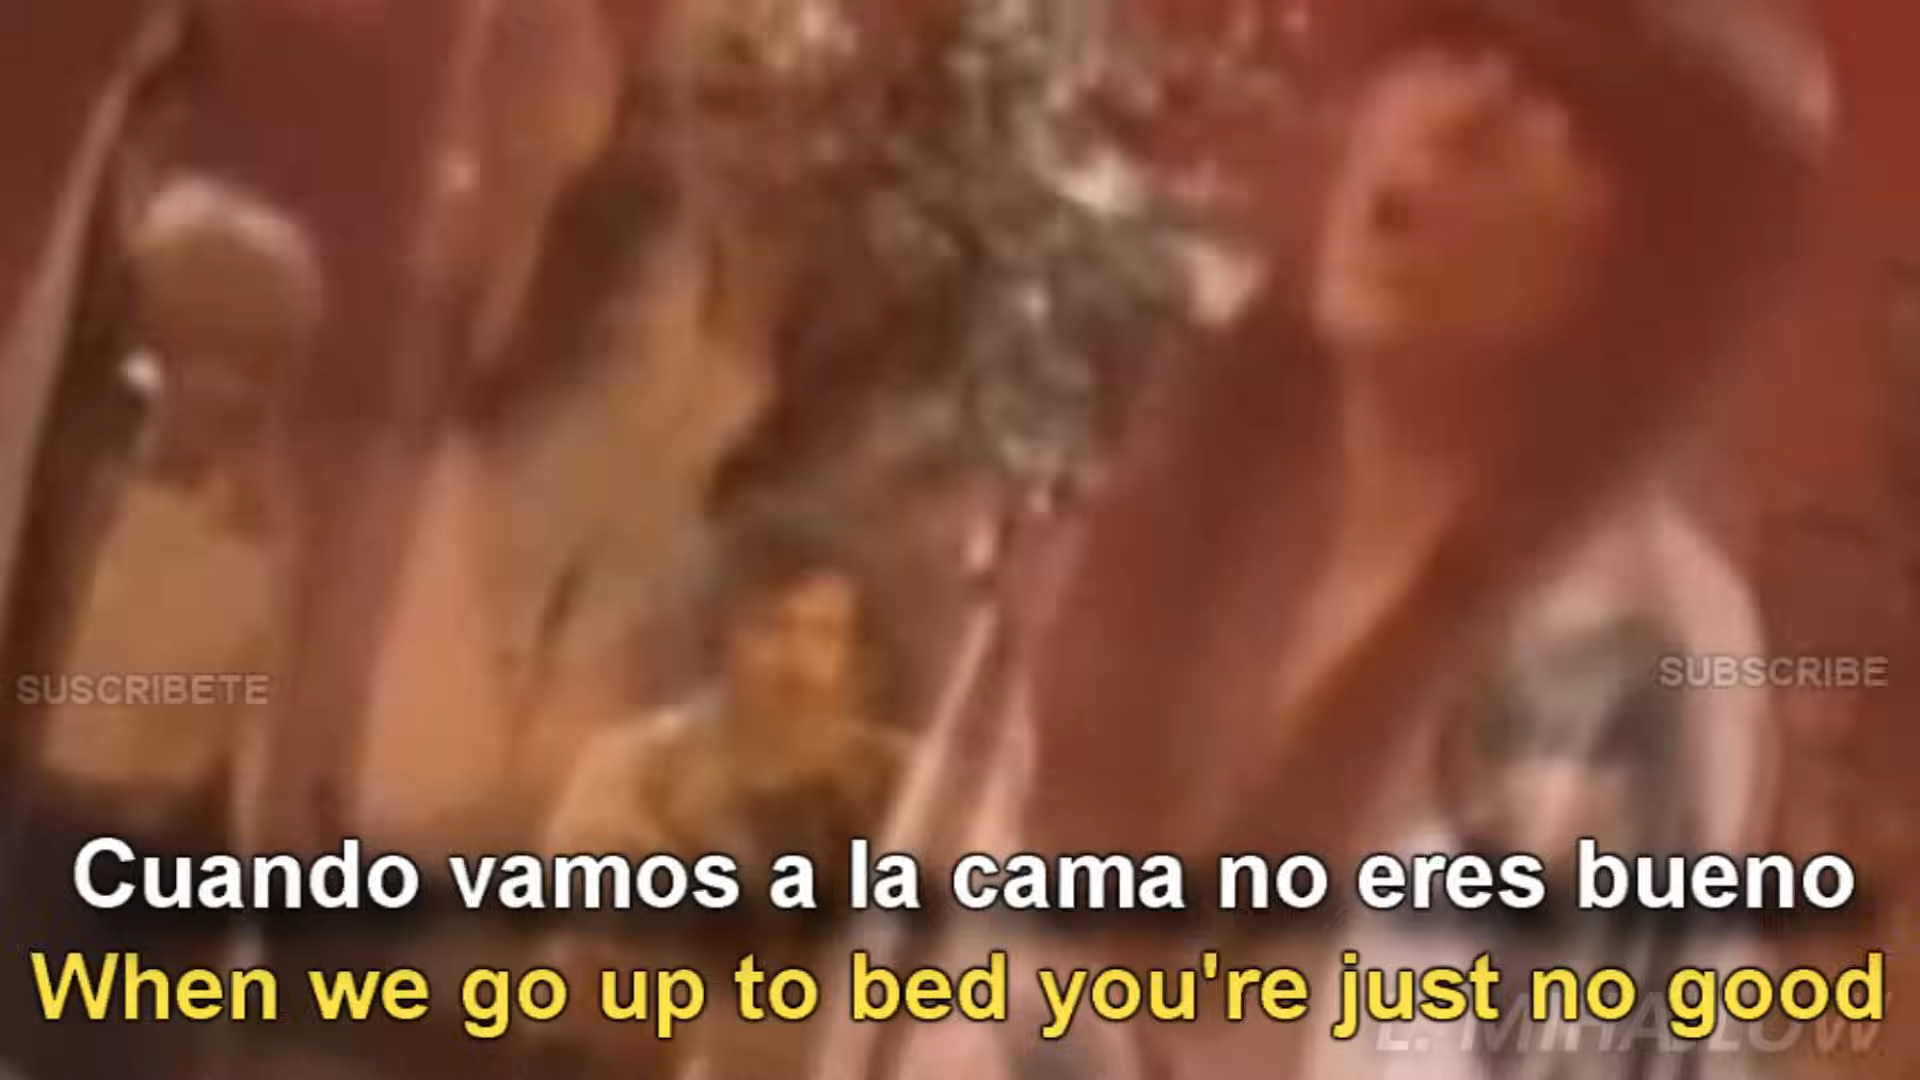 SUSCRIBETE
SUBSCRIBE
Cuando vamos a la cama no eres bueno
When we go up to bed you're just no good
L. MIHAILOW